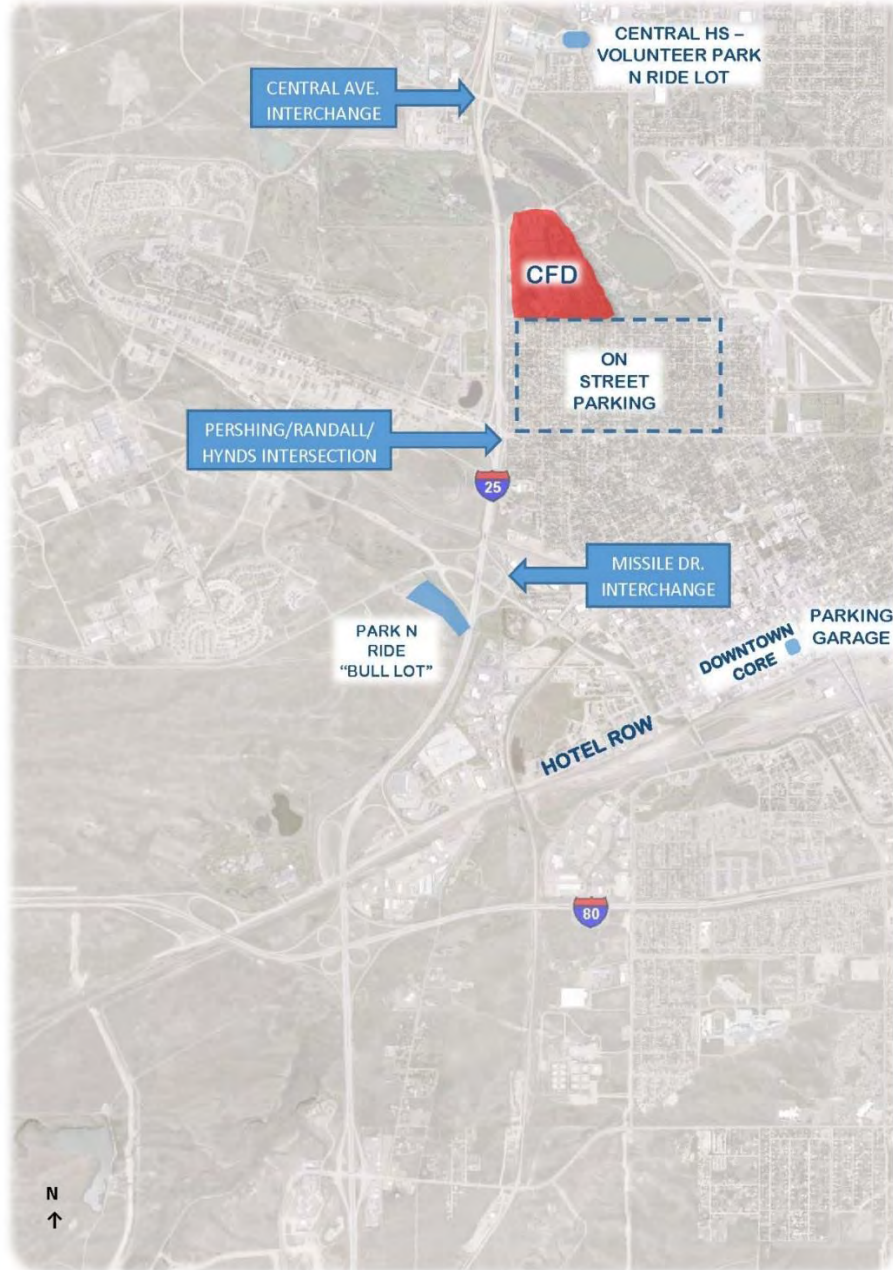 CENTRAL HS –
VOLUNTEER PARK
N RIDE LOT
CENTRAL AVE.
INTERCHANGE
CFD
ON
STREET
PARKING
PERSHING/RANDALL/
HYNDS INTERSECTION
25
MISSILE DR.
INTERCHANGE
PARK N
RIDE
“BULL LOT”
PARKING
GARAGE
DOWNTOWN
CORE
HOTEL ROW
80
N